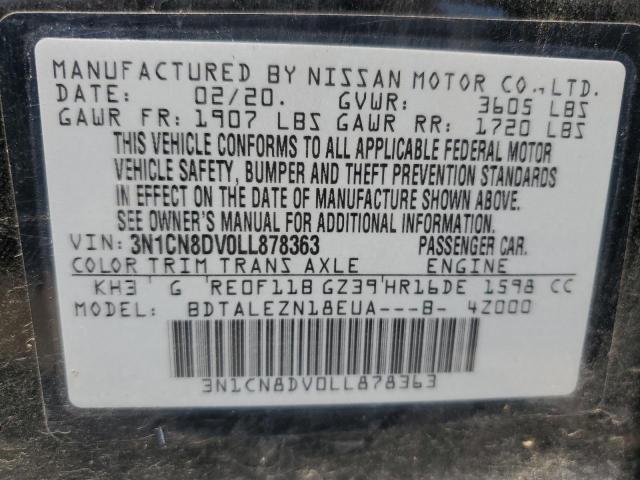 MANUFACTURED BY NISSAN MOTOR CO.,LTD.
DATE: 02/20. GVWR: 3605 LBS
GAWR FR: 1907 LBS GAWR RR: 1720 LBS
THIS VEHICLE CONFORMS TO ALL APPLICABLE FEDERAL MOTOR
VEHICLE SAFETY, BUMPER AND THEFT PREVENTION STANDARDS
IN EFFECT ON THE DATE OF MANUFACTURE SHOWN ABOVE.
SEE OWNER'S MANUAL FOR ADDITIONAL INFORMATION.
VIN: 3N1CN8DV0LL878363 PASSENGER CAR.
COLOR TRIM TRANS AXLE ENGINE
KH3 G RE0F11B GZ39 HR16DE 1598 CC
MODEL: BDTALEZN18EUA---B- 4Z000
3N1CN8DV0LL878363